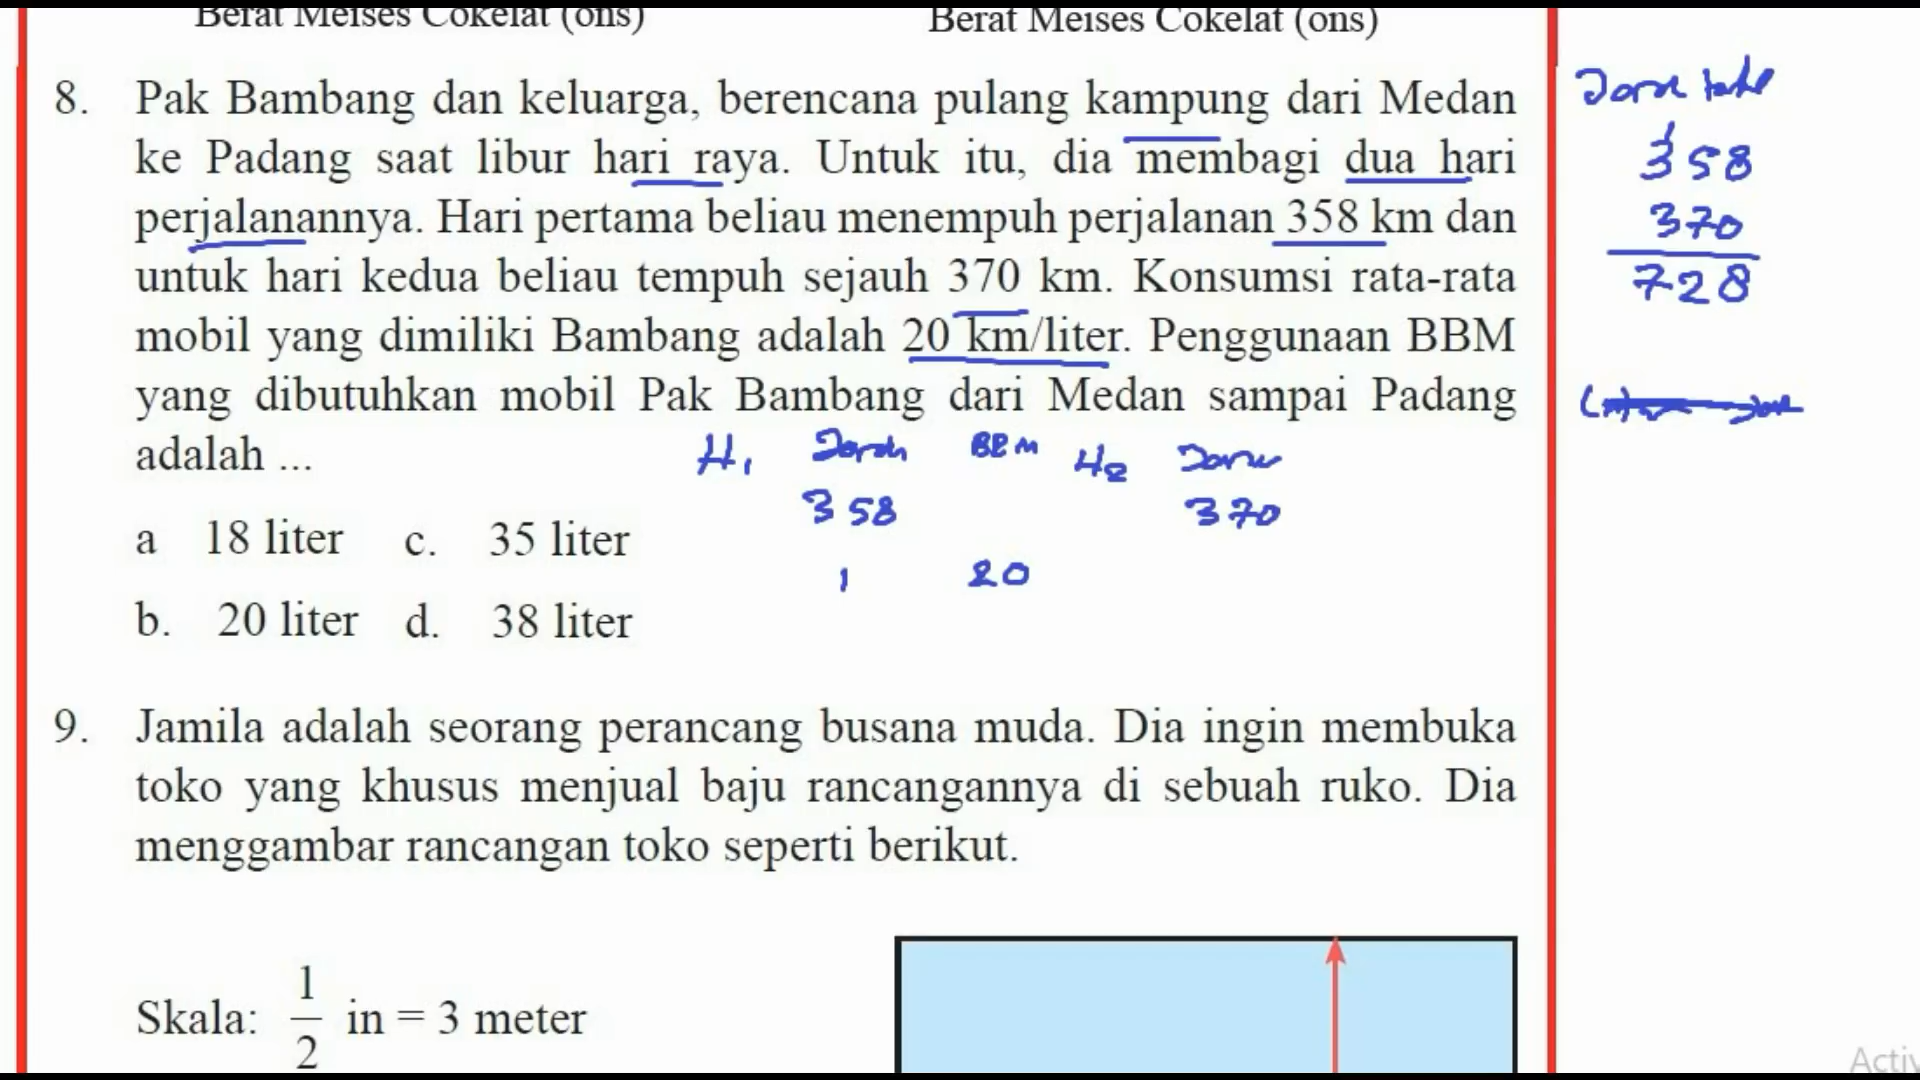 Berat Meises Cokelat (ons) Berat Meises Cokelat (ons)
8. Pak Bambang dan keluarga, berencana pulang kampung dari Medan
ke Padang saat libur hari raya. Untuk itu, dia membagi dua hari
perjalanannya. Hari pertama beliau menempuh perjalanan 358 km dan
untuk hari kedua beliau tempuh sejauh 370 km. Konsumsi rata-rata
mobil yang dimiliki Bambang adalah 20 km/liter. Penggunaan BBM
yang dibutuhkan mobil Pak Bambang dari Medan sampai Padang
adalah ...
H1 Jarak BBM H2 Jarak
358 370
1 20
a 18 liter c. 35 liter
b. 20 liter d. 38 liter
358
370
728
9. Jamila adalah seorang perancang busana muda. Dia ingin membuka
toko yang khusus menjual baju rancangannya di sebuah ruko. Dia
menggambar rancangan toko seperti berikut.
Skala: 1/2 in = 3 meter